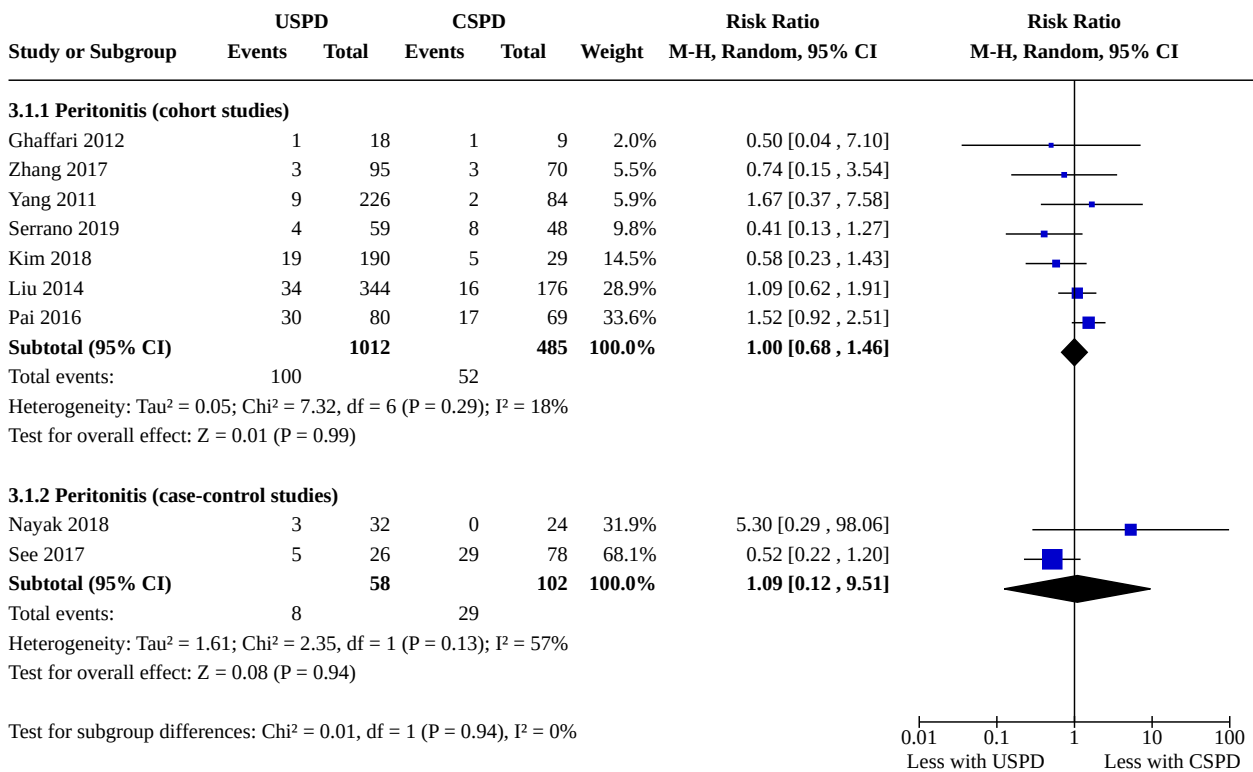 USPD CSPD Risk Ratio Risk Ratio
Study or Subgroup Events Total Events Total Weight M-H, Random, 95% CI M-H, Random, 95% CI
3.1.1 Peritonitis (cohort studies)
Ghaffari 2012 1 18 1 9 2.0% 0.50 [0.04 , 7.10]
Zhang 2017 3 95 3 70 5.5% 0.74 [0.15 , 3.54]
Yang 2011 9 226 2 84 5.9% 1.67 [0.37 , 7.58]
Serrano 2019 4 59 8 48 9.8% 0.41 [0.13 , 1.27]
Kim 2018 19 190 5 29 14.5% 0.58 [0.23 , 1.43]
Liu 2014 34 344 16 176 28.9% 1.09 [0.62 , 1.91]
Pai 2016 30 80 17 69 33.6% 1.52 [0.92 , 2.51]
Subtotal (95% CI) 1012 485 100.0% 1.00 [0.68 , 1.46]
Total events: 100 52
Heterogeneity: Tau² = 0.05; Chi² = 7.32, df = 6 (P = 0.29); I² = 18%
Test for overall effect: Z = 0.01 (P = 0.99)
3.1.2 Peritonitis (case-control studies)
Nayak 2018 3 32 0 24 31.9% 5.30 [0.29 , 98.06]
See 2017 5 26 29 78 68.1% 0.52 [0.22 , 1.20]
Subtotal (95% CI) 58 102 100.0% 1.09 [0.12 , 9.51]
Total events: 8 29
Heterogeneity: Tau² = 1.61; Chi² = 2.35, df = 1 (P = 0.13); I² = 57%
Test for overall effect: Z = 0.08 (P = 0.94)
Test for subgroup differences: Chi² = 0.01, df = 1 (P = 0.94), I² = 0%
0.01 0.1 1 10 100
Less with USPD Less with CSPD